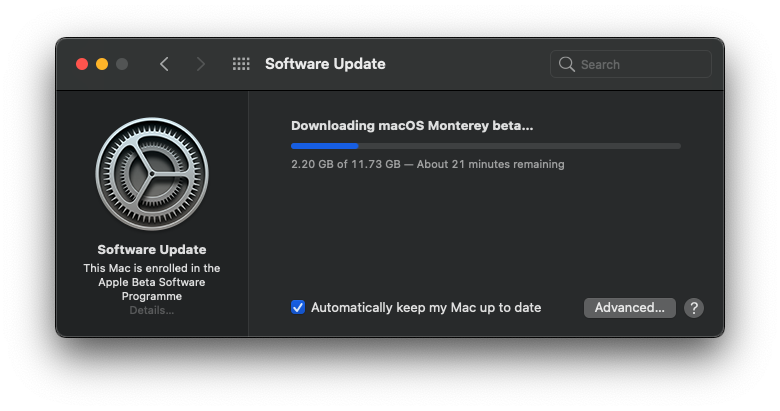 Software Update
Search
Downloading macOS Monterey beta...
2.20 GB of 11.73 GB — About 21 minutes remaining
Software Update
This Mac is enrolled in the
Apple Beta Software
Programme
Details...
Automatically keep my Mac up to date
Advanced...
?